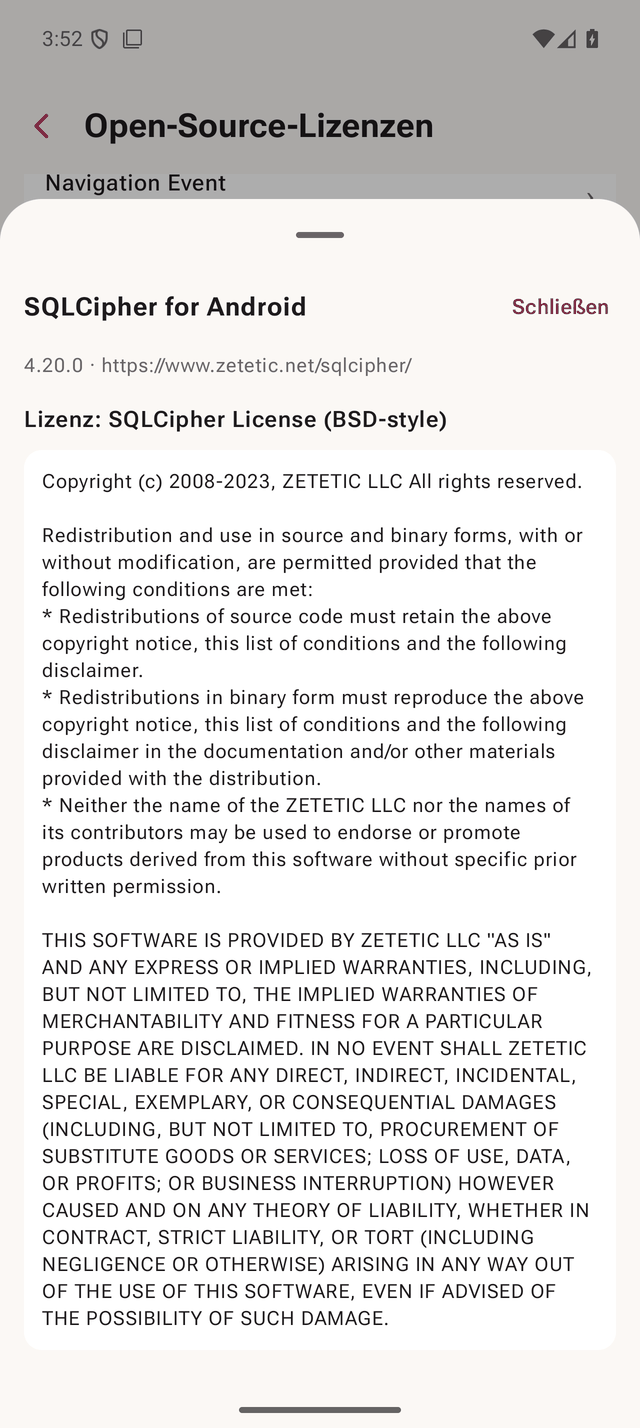 3:52
Open-Source-Lizenzen
Navigation Event
SQLCipher for Android
Schließen
4.20.0 · https://www.zetetic.net/sqlcipher/
Lizenz: SQLCipher License (BSD-style)
Copyright (c) 2008-2023, ZETETIC LLC All rights reserved.
Redistribution and use in source and binary forms, with or
without modification, are permitted provided that the
following conditions are met:
* Redistributions of source code must retain the above
copyright notice, this list of conditions and the following
disclaimer.
* Redistributions in binary form must reproduce the above
copyright notice, this list of conditions and the following
disclaimer in the documentation and/or other materials
provided with the distribution.
* Neither the name of the ZETETIC LLC nor the names of
its contributors may be used to endorse or promote
products derived from this software without specific prior
written permission.
THIS SOFTWARE IS PROVIDED BY ZETETIC LLC "AS IS"
AND ANY EXPRESS OR IMPLIED WARRANTIES, INCLUDING,
BUT NOT LIMITED TO, THE IMPLIED WARRANTIES OF
MERCHANTABILITY AND FITNESS FOR A PARTICULAR
PURPOSE ARE DISCLAIMED. IN NO EVENT SHALL ZETETIC
LLC BE LIABLE FOR ANY DIRECT, INDIRECT, INCIDENTAL,
SPECIAL, EXEMPLARY, OR CONSEQUENTIAL DAMAGES
(INCLUDING, BUT NOT LIMITED TO, PROCUREMENT OF
SUBSTITUTE GOODS OR SERVICES; LOSS OF USE, DATA,
OR PROFITS; OR BUSINESS INTERRUPTION) HOWEVER
CAUSED AND ON ANY THEORY OF LIABILITY, WHETHER IN
CONTRACT, STRICT LIABILITY, OR TORT (INCLUDING
NEGLIGENCE OR OTHERWISE) ARISING IN ANY WAY OUT
OF THE USE OF THIS SOFTWARE, EVEN IF ADVISED OF
THE POSSIBILITY OF SUCH DAMAGE.